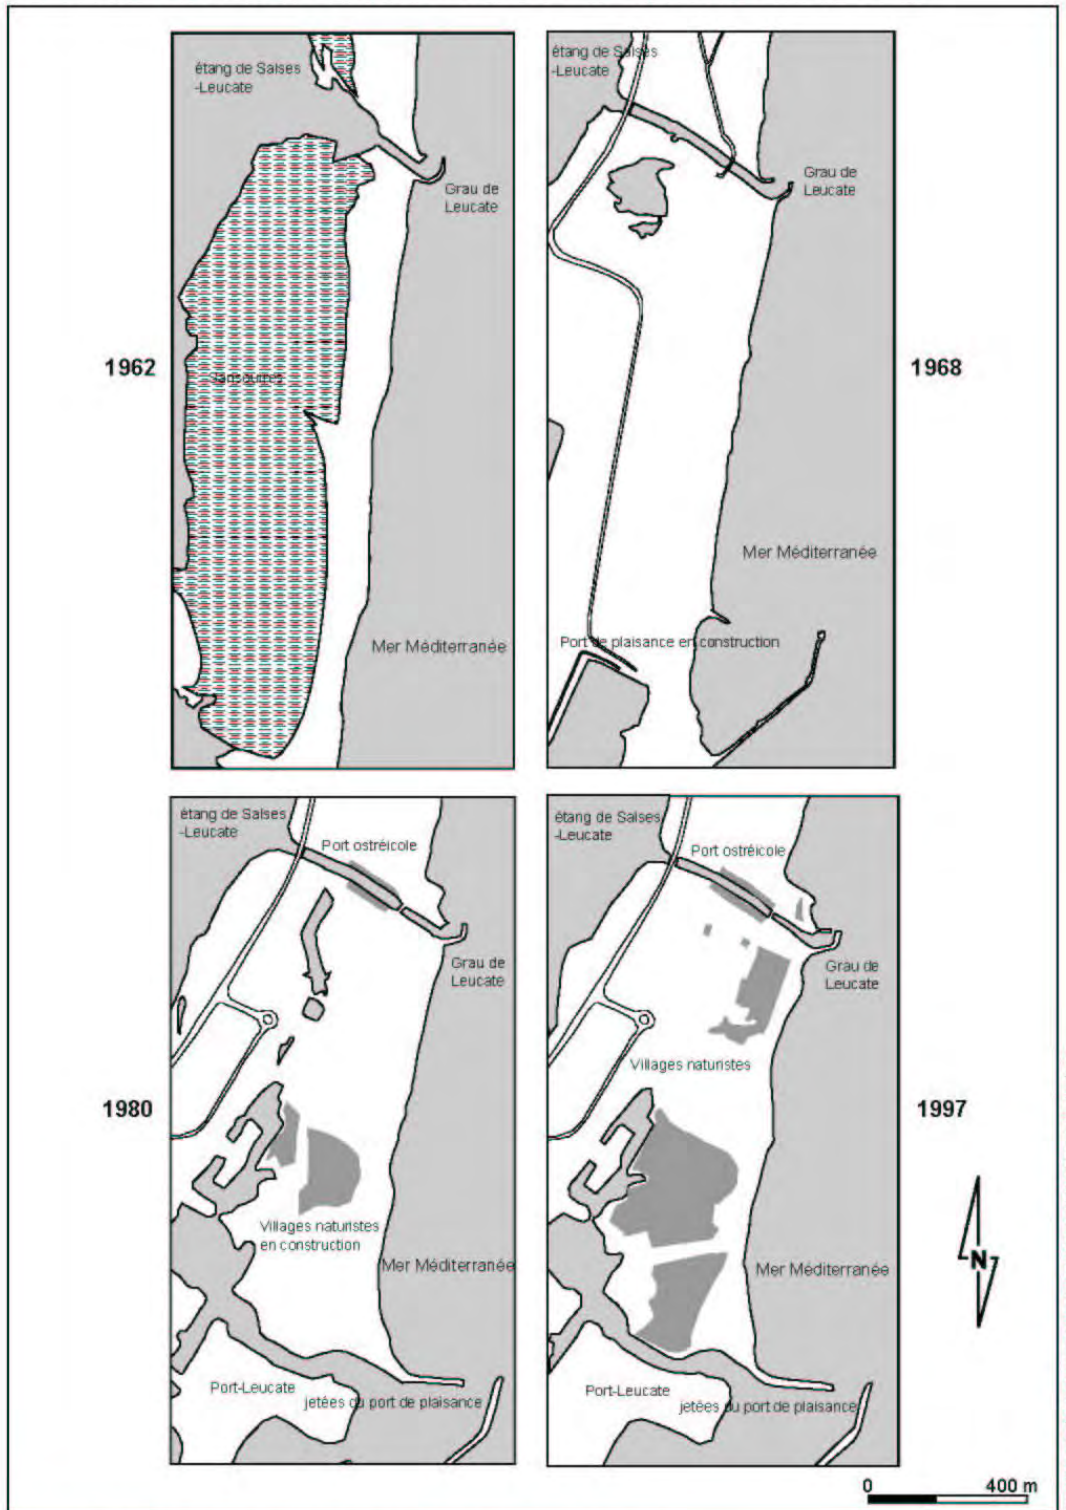 étang de Salses
-Leucate
Grau de
Leucate
1962
Sansouires
Mer Méditerranée
étang de Salses
-Leucate
Grau de
Leucate
1968
Mer Méditerranée
Port de plaisance en construction
étang de Salses
-Leucate
Port ostréicole
Grau de
Leucate
1980
Villages naturistes
en construction
Mer Méditerranée
Port-Leucate
jetées du port de plaisance
étang de Salses
-Leucate
Port ostréicole
Grau de
Leucate
Villages naturistes
1997
Mer Méditerranée
Port-Leucate
jetées du port de plaisance
N
0 400 m